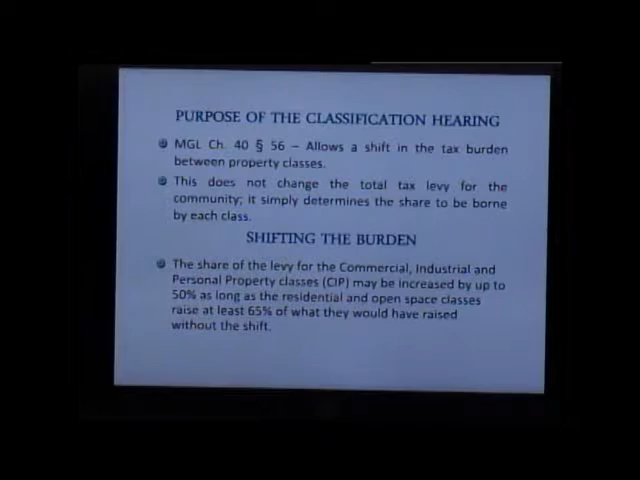 PURPOSE OF THE CLASSIFICATION HEARING
MGL Ch. 40 § 56 – Allows a shift in the tax burden
between property classes.
This does not change the total tax levy for the
community; it simply determines the share to be borne
by each class.
SHIFTING THE BURDEN
The share of the levy for the Commercial, Industrial and
Personal Property classes (CIP) may be increased by up to
50% as long as the residential and open space classes
raise at least 65% of what they would have raised
without the shift.